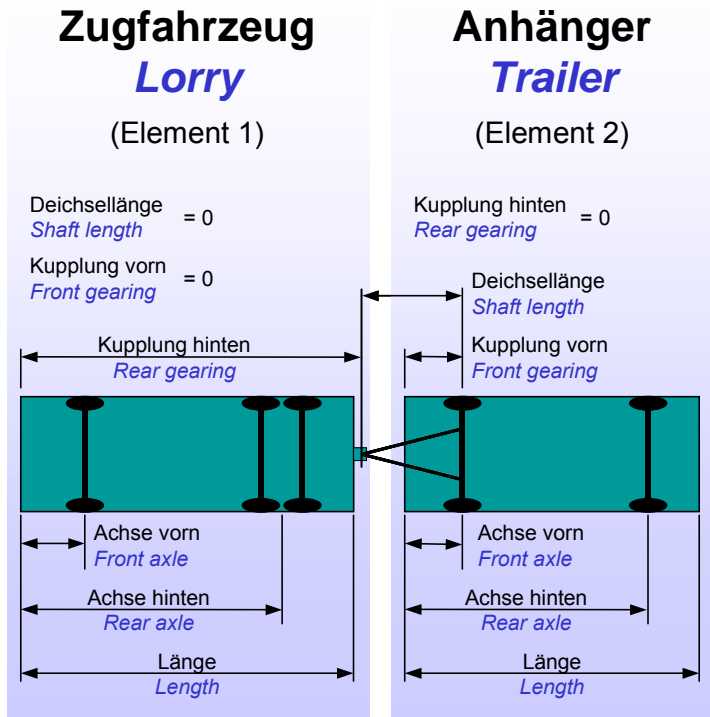 Zugfahrzeug
Lorry
(Element 1)
Deichsellänge
Shaft length
= 0
Kupplung vorn
Front gearing
= 0
Kupplung hinten
Rear gearing
Achse vorn
Front axle
Achse hinten
Rear axle
Länge
Length
Anhänger
Trailer
(Element 2)
Kupplung hinten
Rear gearing
= 0
Deichsellänge
Shaft length
Kupplung vorn
Front gearing
Achse vorn
Front axle
Achse hinten
Rear axle
Länge
Length